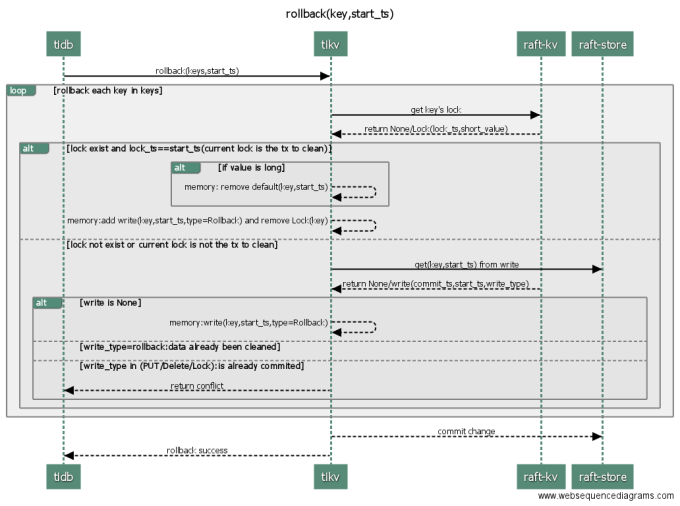 rollback(key,start_ts)
tidb tikv raft-kv raft-store
rollback(keys,start_ts)
loop [rollback each key in keys]
get key's lock
return None/Lock(lock_ts,short_value)
alt [lock exist and lock_ts==start_ts(current lock is the tx to clean)]
alt [if value is long]
memory: remove default(key,start_ts)
memory:add write(key,start_ts,type=Rollback) and remove Lock(key)
[lock not exist or current lock is not the tx to clean]
get(key,start_ts) from write
return None/write(commit_ts,start_ts,write_type)
alt [write is None]
memory:write(key,start_ts,type=Rollback)
[write_type=rollback:data already been cleaned]
[write_type in (PUT/Delete/Lock):is already commited]
return conflict
commit change
rollback success
tidb tikv raft-kv raft-store
www.websequencediagrams.com